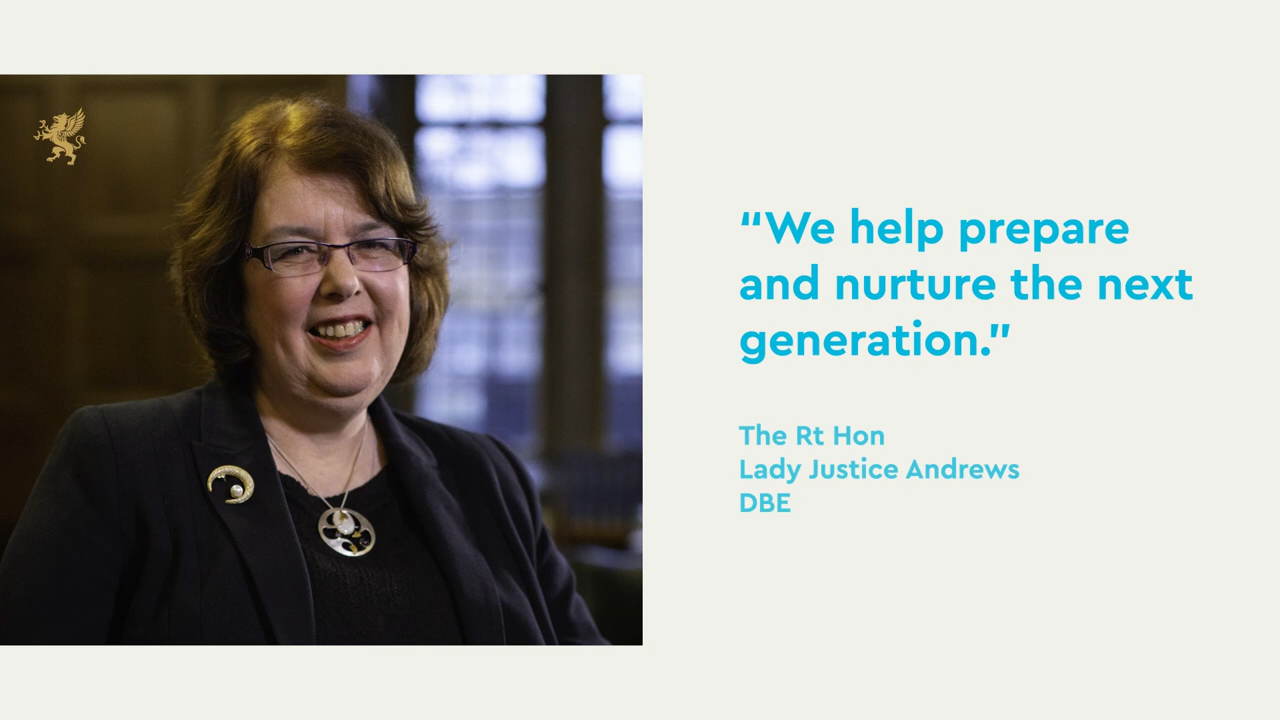 “We help prepare
and nurture the next
generation.”
The Rt Hon
Lady Justice Andrews
DBE